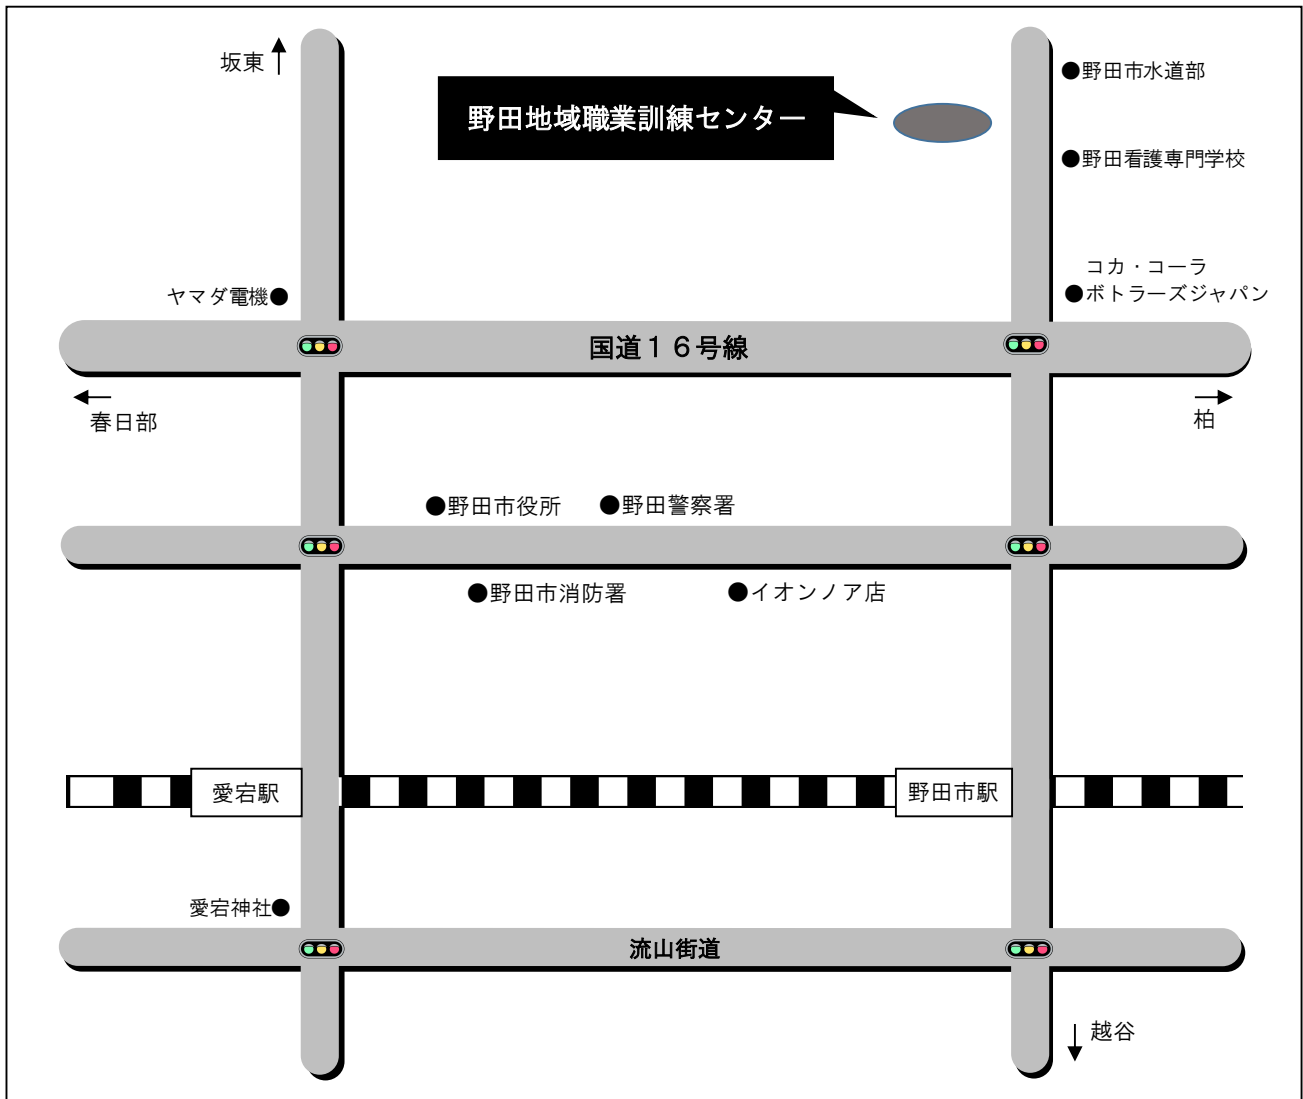 坂東
野田市水道部
野田地域職業訓練センター
野田看護専門学校
コカ・コーラ
ボトラーズジャパン
ヤマダ電機
国道１６号線
春日部
柏
野田市役所
野田警察署
野田市消防署
イオンノア店
愛宕駅
野田市駅
愛宕神社
流山街道
越谷